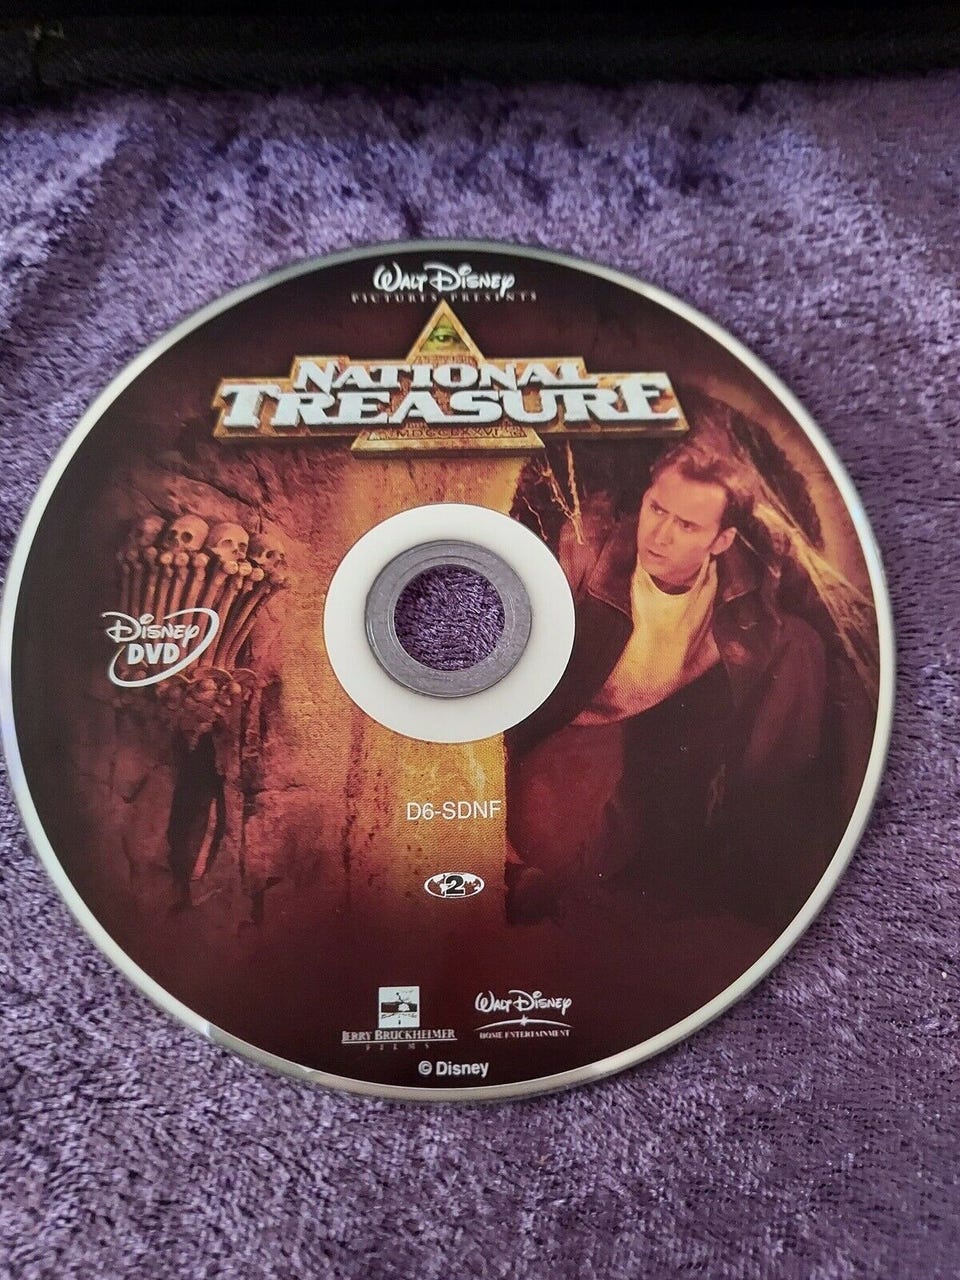 WALT DISNEY
PICTURES PRESENTS
NATIONAL
TREASURE
MDCCLXXVI
DISNEY
DVD
D6-SDNF
2
JERRY BRUCKHEIMER
FILMS
WALT DISNEY
HOME ENTERTAINMENT
© Disney